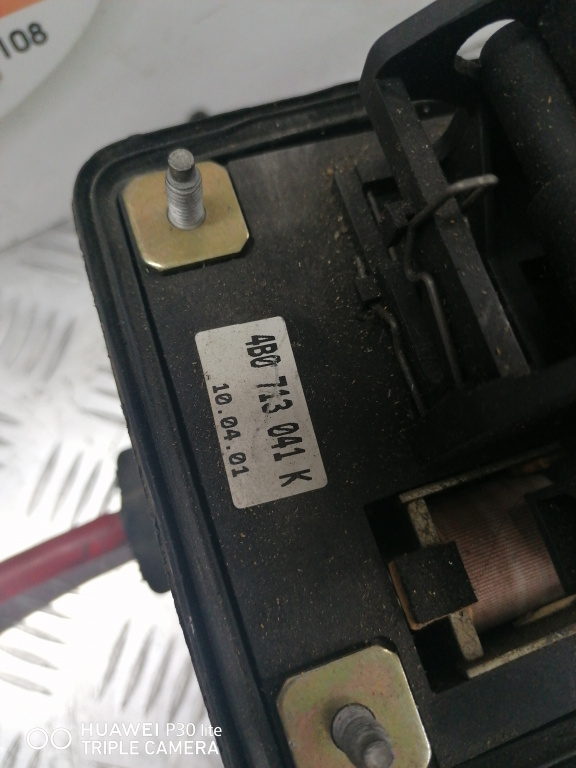 108
4B0 713 041 K
10.04.01
HUAWEI P30 lite
TRIPLE CAMERA